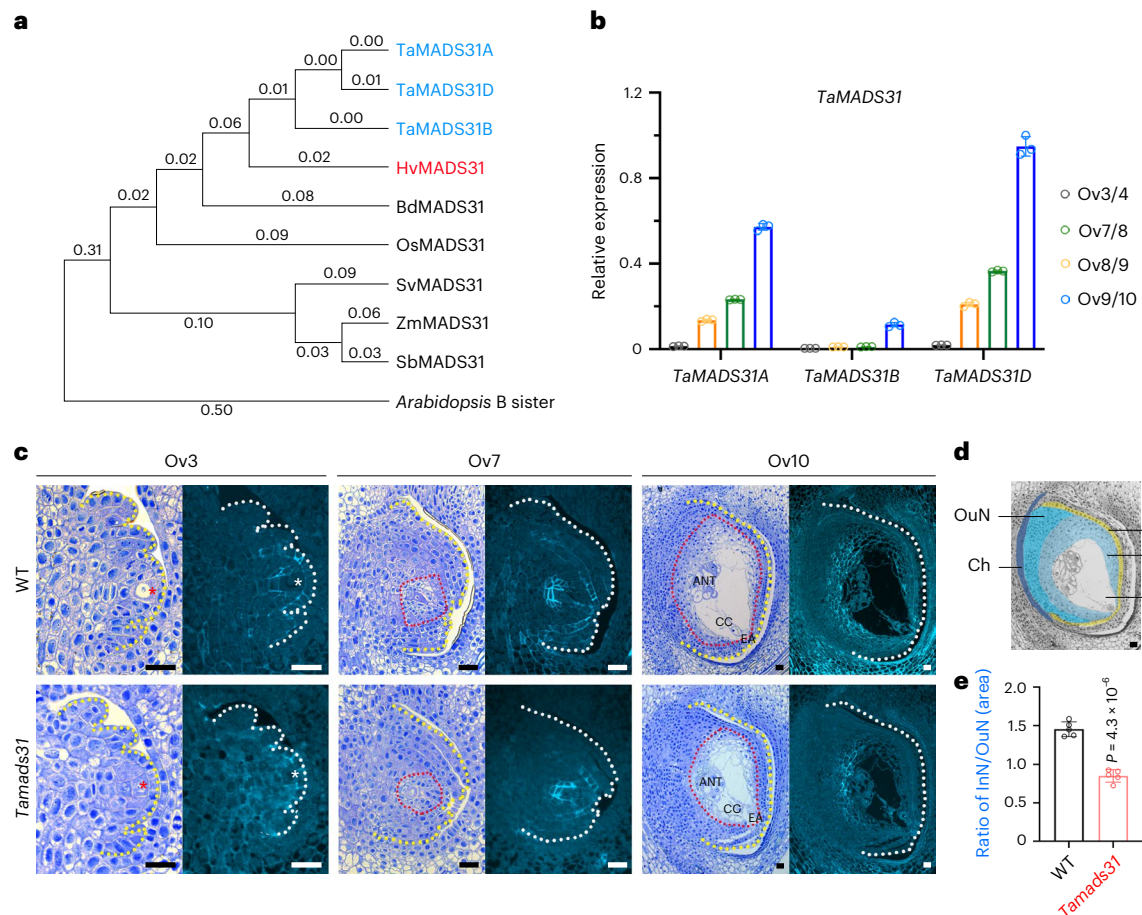 a
0.00
TaMADS31A
0.00
0.01
TaMADS31D
0.01
0.00
TaMADS31B
0.06
0.02
HvMADS31
0.02
0.08
BdMADS31
0.02
0.09
OsMADS31
0.31
0.09
SvMADS31
0.10
0.06
ZmMADS31
0.03
0.03
SbMADS31
0.50
Arabidopsis B sister
b
TaMADS31
Relative expression
1.2
0.8
0.4
0
TaMADS31A
TaMADS31B
TaMADS31D
Ov3/4
Ov7/8
Ov8/9
Ov9/10
c
Ov3
Ov7
Ov10
WT
*
*
ANT
CC
EA
Tamads31
*
*
ANT
CC
EA
d
OuN
Ch
e
Ratio of InN/OuN (area)
2.0
1.5
1.0
0.5
0
P = 4.3 × 10⁻⁶
WT
Tamads31